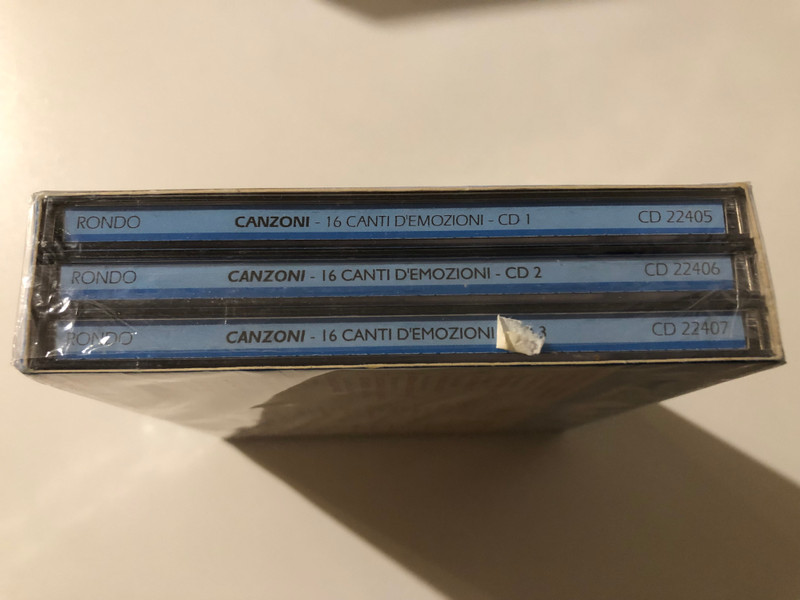 RONDO CANZONI - 16 CANTI D'EMOZIONI - CD 1 CD 22405
RONDO CANZONI - 16 CANTI D'EMOZIONI - CD 2 CD 22406
RONDO CANZONI - 16 CANTI D'EMOZIONI 3 CD 22407